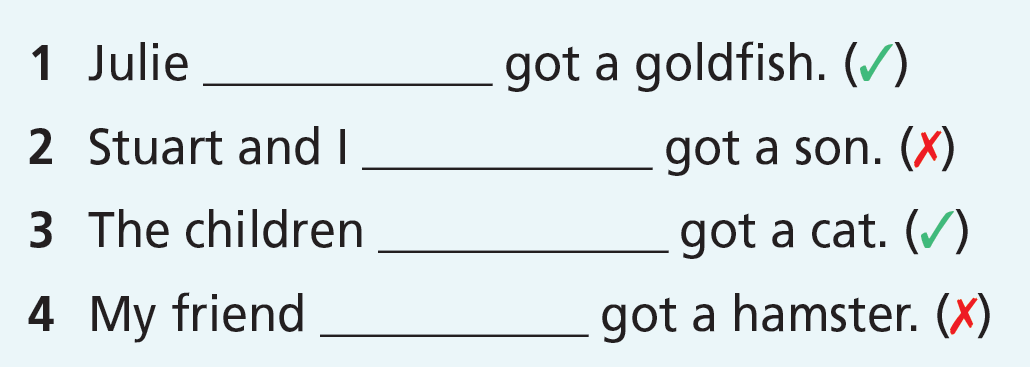 1 Julie ____________ got a goldfish. (✓)
2 Stuart and I ____________ got a son. (✗)
3 The children ____________ got a cat. (✓)
4 My friend ___________ got a hamster. (✗)